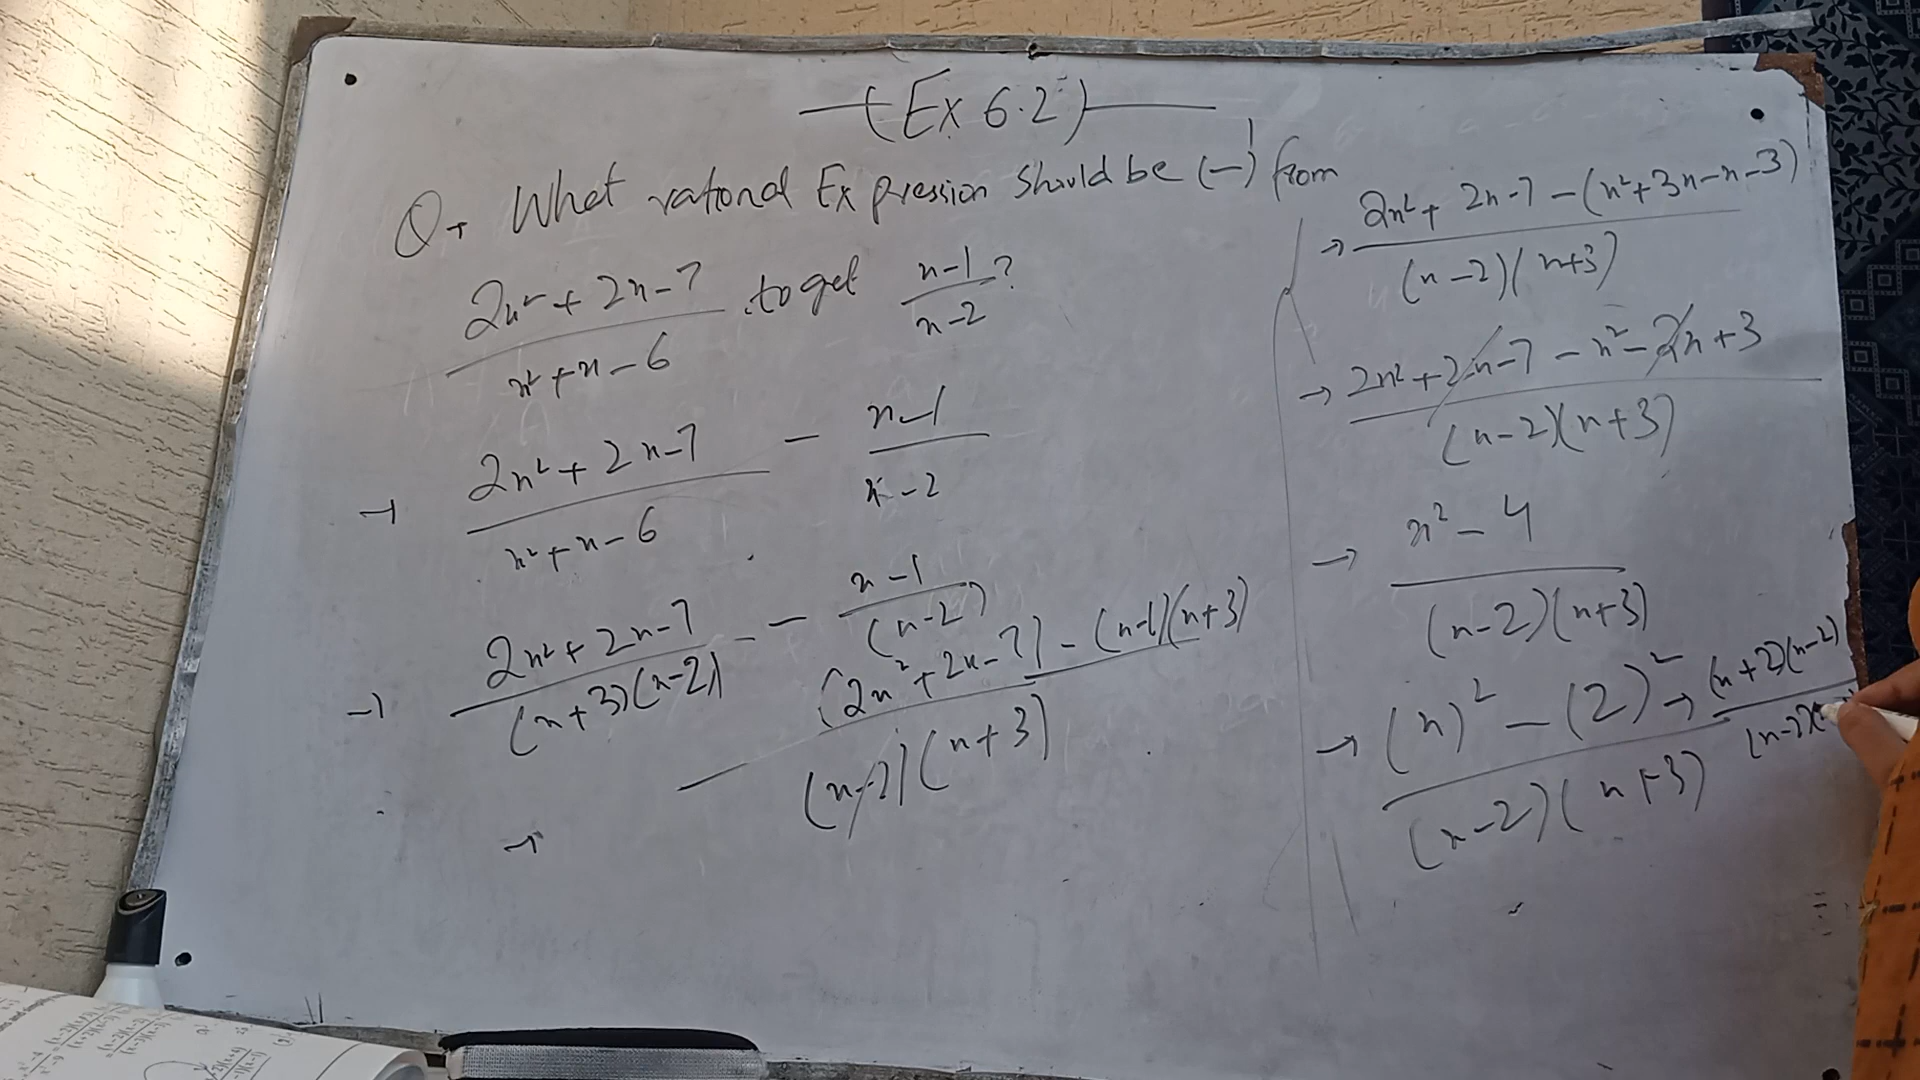 (Ex 6.2)
Q→ What rational Expression should be (-) from
2x²+2x-7 / x²+x-6 to get x-1 / x-2 ?
→ 2x²+2x-7 / x²+x-6 - x-1 / x-2
→ 2x²+2x-7 / (x+3)(x-2) - x-1 / (x-2)
(2x²+2x-7) - (x-1)(x+3) / (x-2)(x+3)
→
→ 2x²+2x-7-(x²+3x-x-3) / (x-2)(x+3)
→ 2x²+2x-7-x²-2x+3 / (x-2)(x+3)
→ x²-4 / (x-2)(x+3)
→ (x)²-(2)² / (x-2)(x+3) → (x+2)(x-2) / (x-2)(